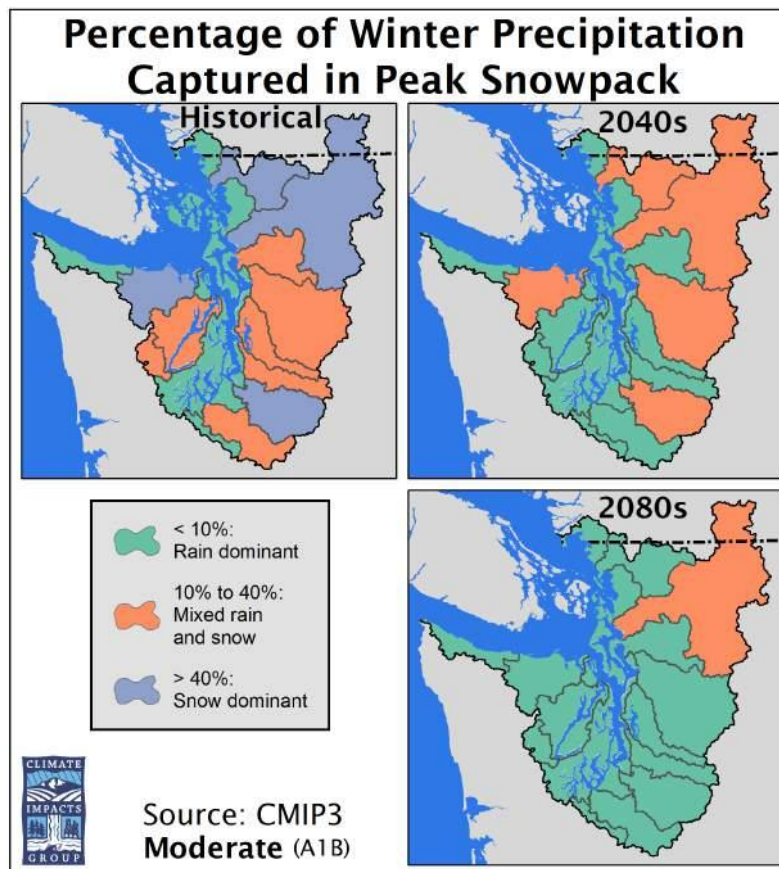 Percentage of Winter Precipitation
Captured in Peak Snowpack
Historical
2040s
< 10%:
Rain dominant
10% to 40%:
Mixed rain
and snow
> 40%:
Snow dominant
2080s
CLIMATE
IMPACTS
GROUP
Source: CMIP3
Moderate (A1B)